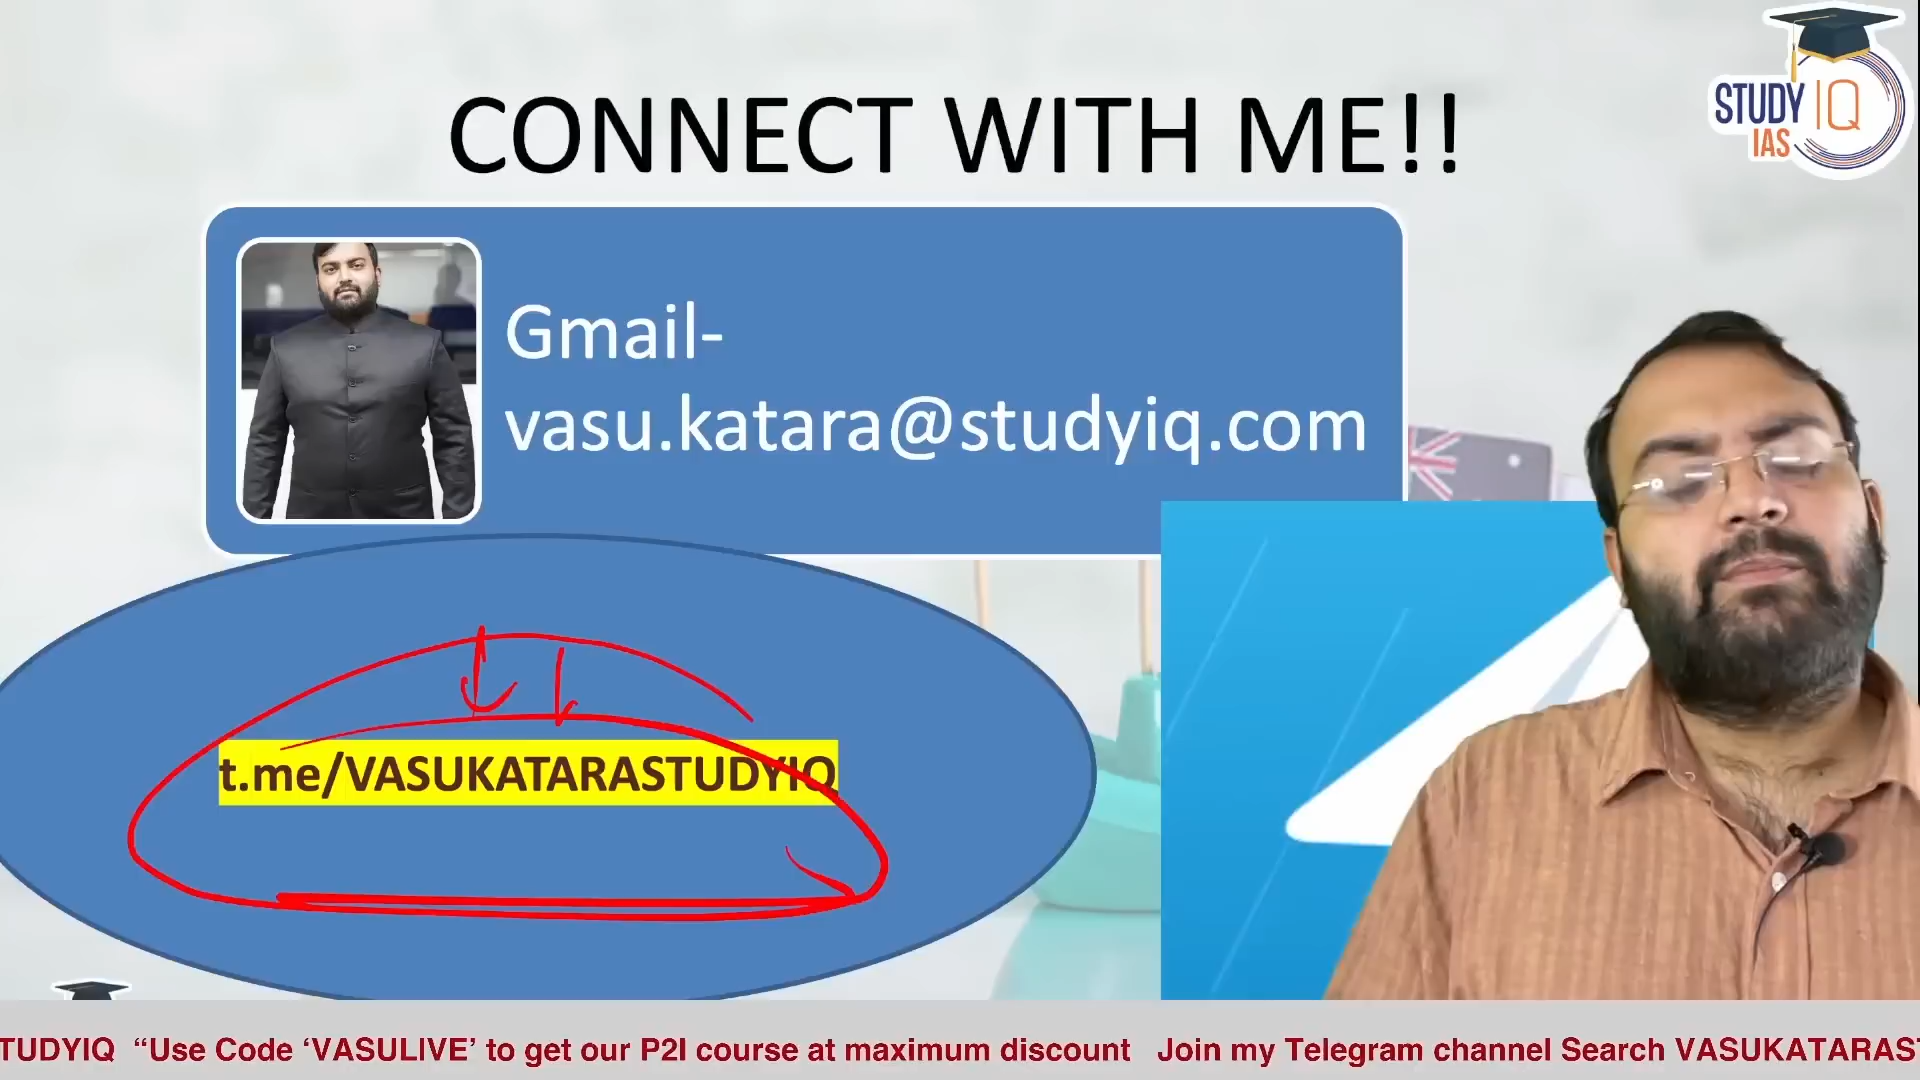 CONNECT WITH ME!!
STUDY IQ
IAS
Gmail-
vasu.katara@studyiq.com
t.me/VASUKATARASTUDYIQ
TUDYIQ “Use Code ‘VASULIVE’ to get our P2I course at maximum discount Join my Telegram channel Search VASUKATARAS